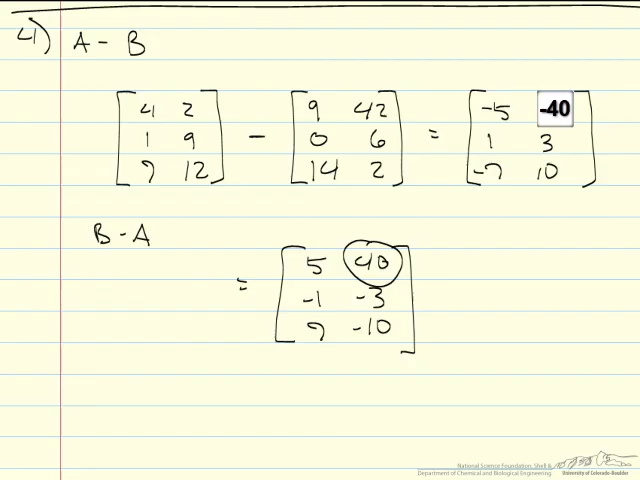 4) A - B
4 2 9 42 -15 -40
1 9 - 0 6 = 1 3
7 12 14 2 -7 10
B - A
5 40
= -1 -3
7 -10
National Science Foundation, Shell &
Department of Chemical and Biological Engineering University of Colorado-Boulder